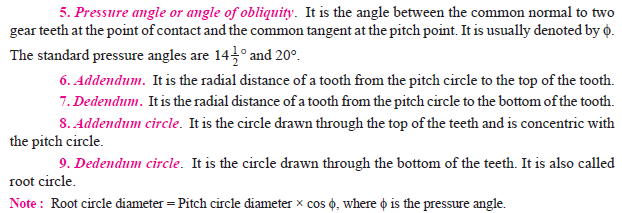 5. Pressure angle or angle of obliquity. It is the angle between the common normal to two
gear teeth at the point of contact and the common tangent at the pitch point. It is usually denoted by ϕ.
The standard pressure angles are 14½° and 20°.
6. Addendum. It is the radial distance of a tooth from the pitch circle to the top of the tooth.
7. Dedendum. It is the radial distance of a tooth from the pitch circle to the bottom of the tooth.
8. Addendum circle. It is the circle drawn through the top of the teeth and is concentric with
the pitch circle.
9. Dedendum circle. It is the circle drawn through the bottom of the teeth. It is also called
root circle.
Note : Root circle diameter = Pitch circle diameter × cos ϕ, where ϕ is the pressure angle.